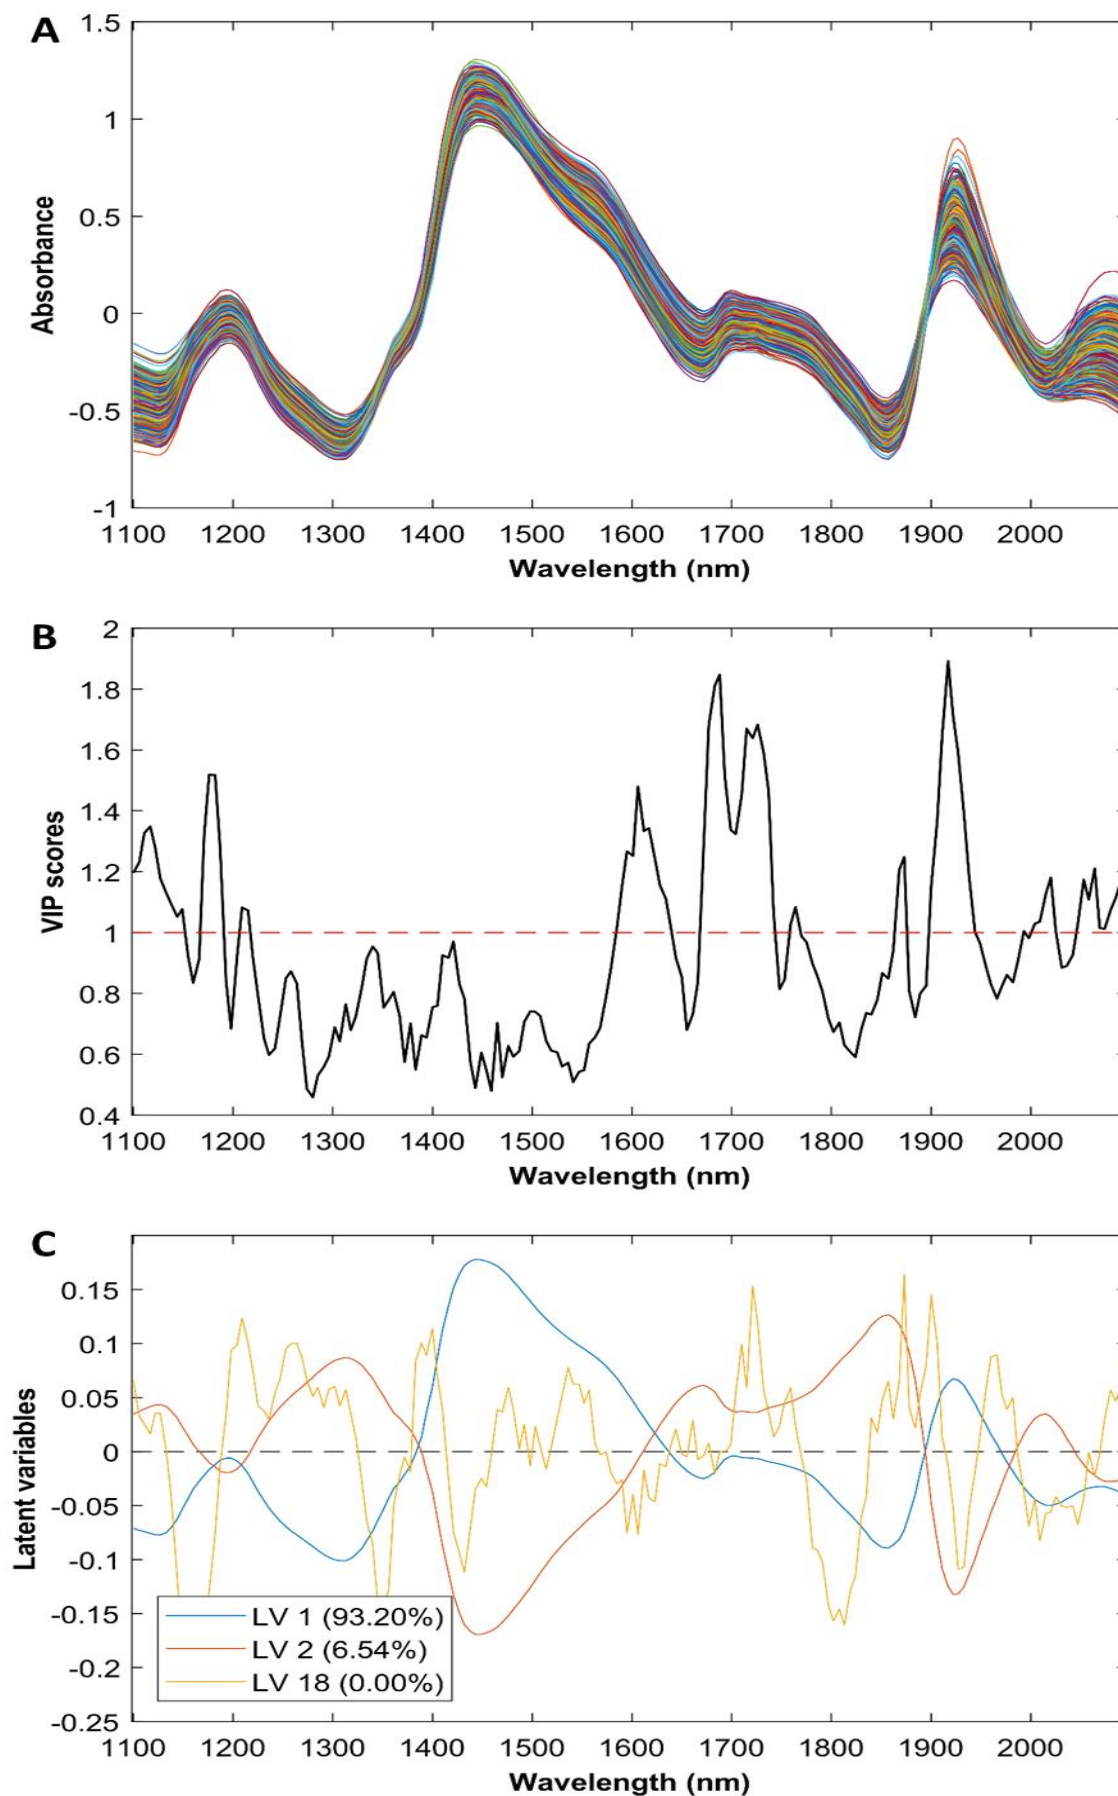 A
1.5
1
0.5
0
-0.5
-1
Absorbance
1100 1200 1300 1400 1500 1600 1700 1800 1900 2000
Wavelength (nm)
B
2
1.8
1.6
1.4
1.2
1
0.8
0.6
0.4
VIP scores
1100 1200 1300 1400 1500 1600 1700 1800 1900 2000
Wavelength (nm)
C
0.15
0.1
0.05
0
-0.05
-0.1
-0.15
-0.2
-0.25
Latent variables
LV 1 (93.20%)
LV 2 (6.54%)
LV 18 (0.00%)
1100 1200 1300 1400 1500 1600 1700 1800 1900 2000
Wavelength (nm)